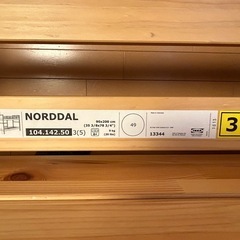 NORDDAL
90x200 cm
(35 3/8x78 3/4")
104.142.50
3(5)
49
13344
IKEA
3